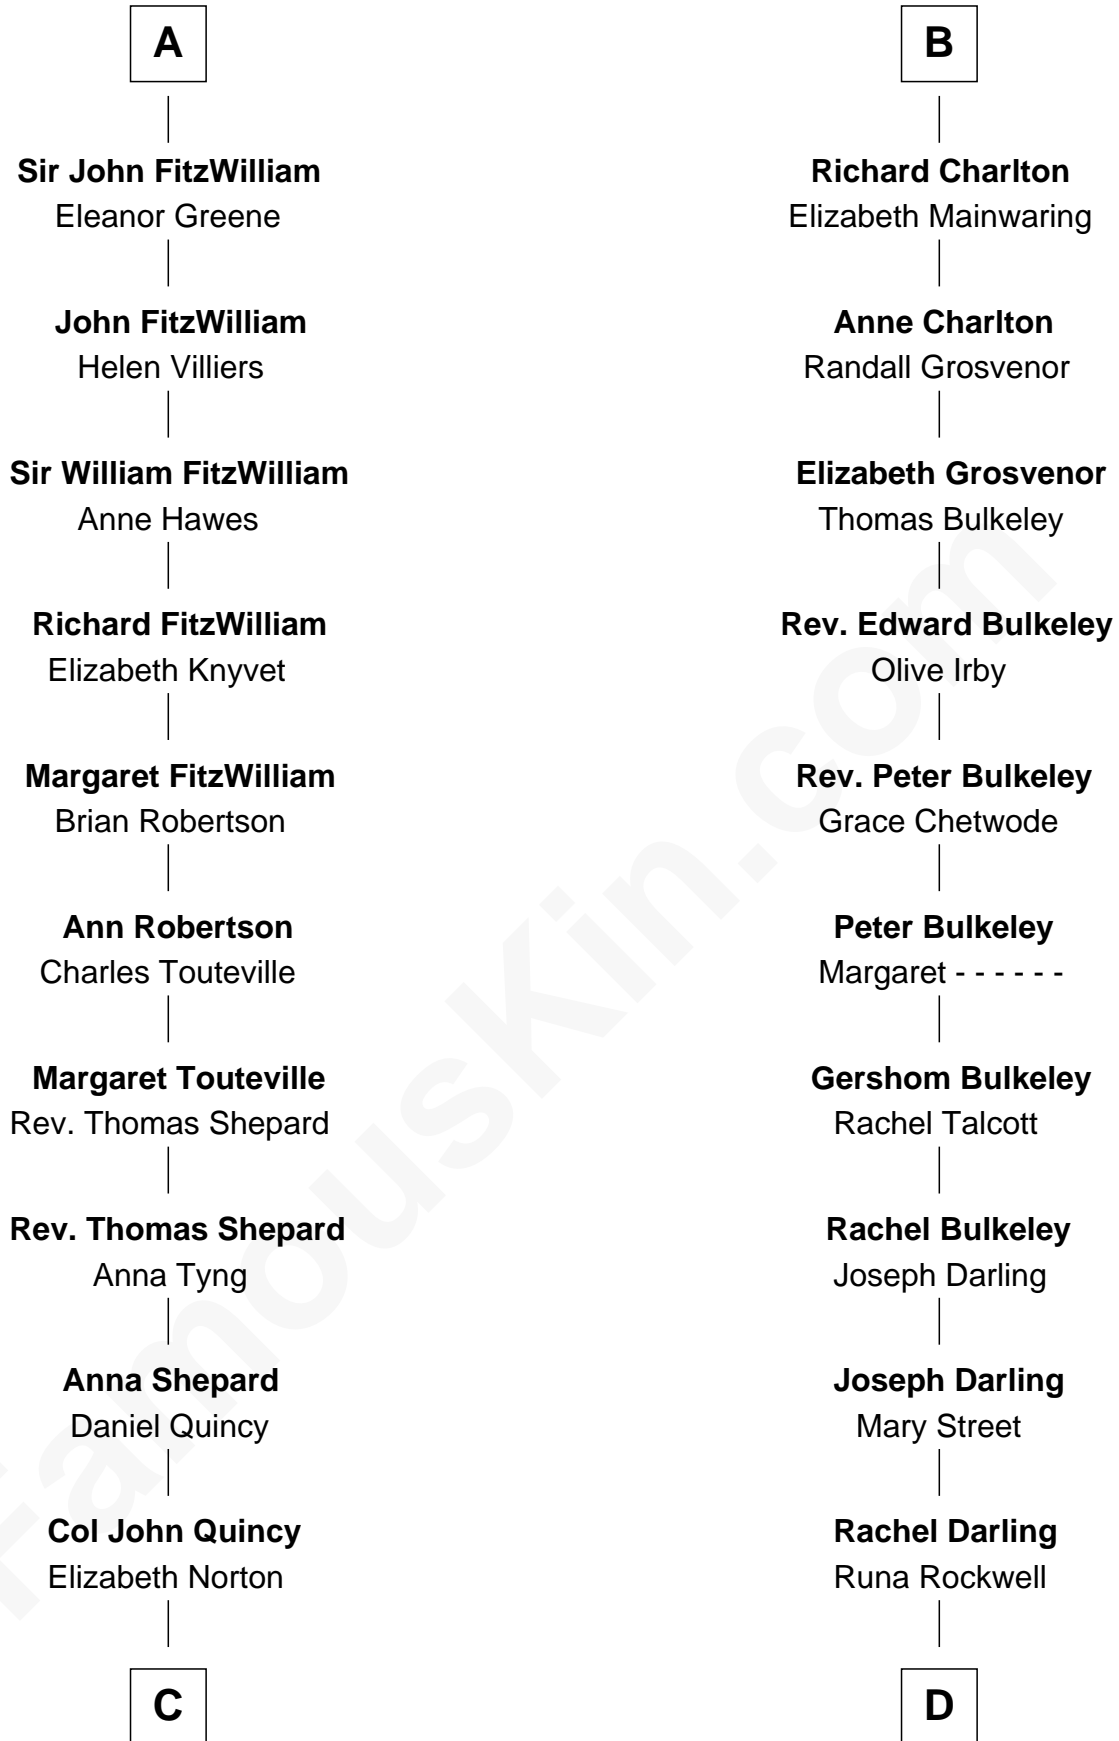 A
Sir John FitzWilliam
Eleanor Greene
John FitzWilliam
Helen Villiers
Sir William FitzWilliam
Anne Hawes
Richard FitzWilliam
Elizabeth Knyvet
Margaret FitzWilliam
Brian Robertson
Ann Robertson
Charles Touteville
Margaret Touteville
Rev. Thomas Shepard
Rev. Thomas Shepard
Anna Tyng
Anna Shepard
Daniel Quincy
Col John Quincy
Elizabeth Norton
C
B
Richard Charlton
Elizabeth Mainwaring
Anne Charlton
Randall Grosvenor
Elizabeth Grosvenor
Thomas Bulkeley
Rev. Edward Bulkeley
Olive Irby
Rev. Peter Bulkeley
Grace Chetwode
Peter Bulkeley
Margaret - - - - - -
Gershom Bulkeley
Rachel Talcott
Rachel Bulkeley
Joseph Darling
Joseph Darling
Mary Street
Rachel Darling
Runa Rockwell
D
FamousKin.com